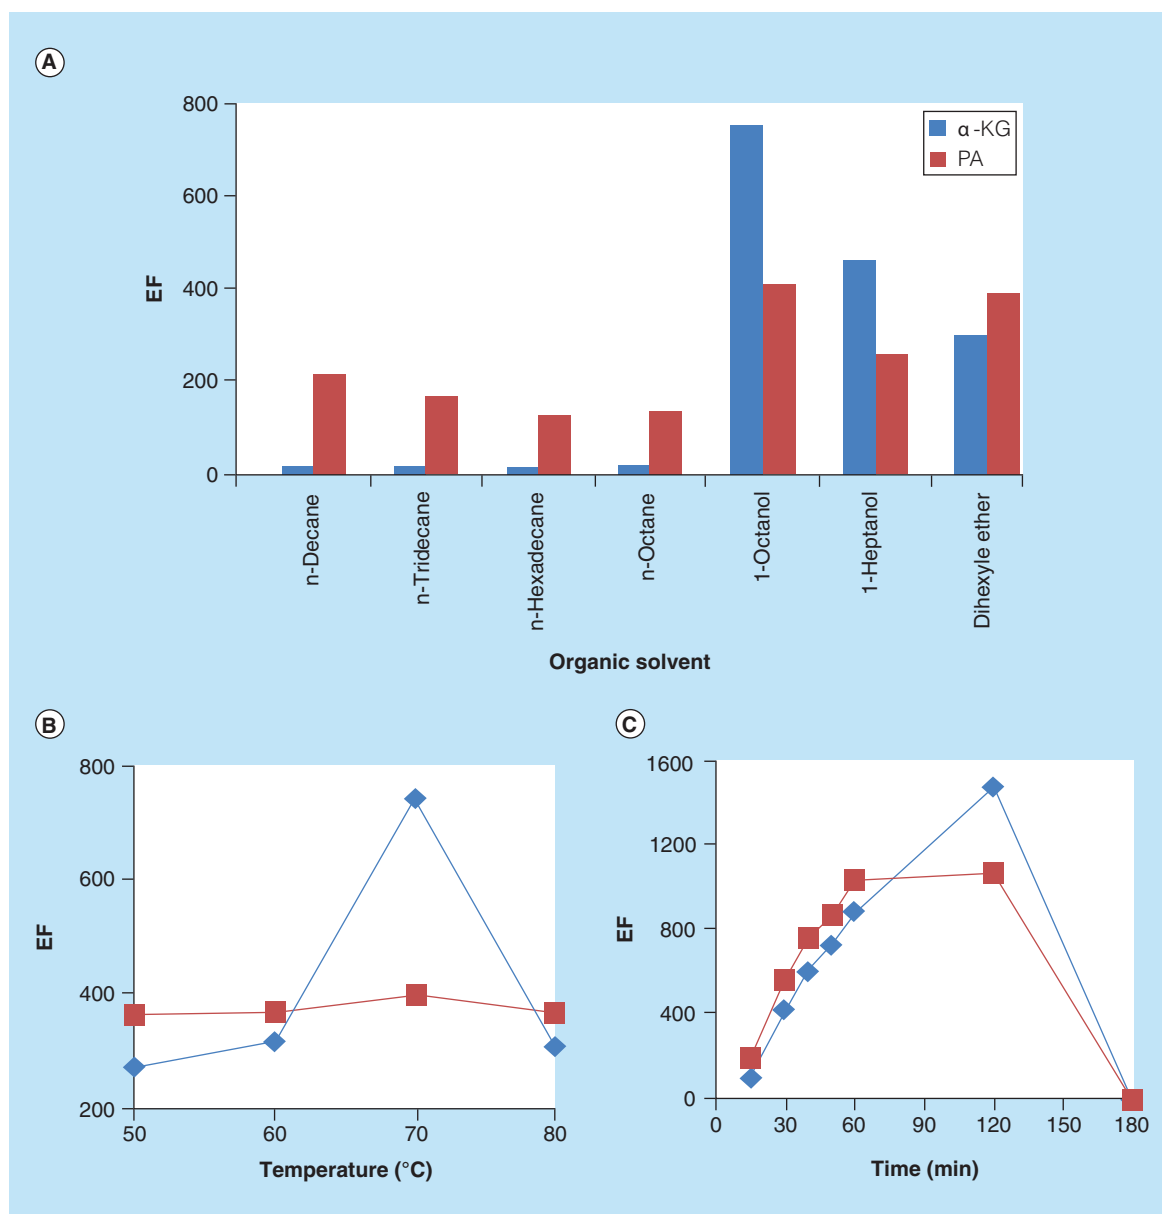 A
800
600
400
200
0
EF
α-KG
PA
n-Decane
n-Tridecane
n-Hexadecane
n-Octane
1-Octanol
1-Heptanol
Dihexyle ether
Organic solvent
B
800
600
400
200
EF
50 60 70 80
Temperature (°C)
C
1600
1200
800
400
0
EF
0 30 60 90 120 150 180
Time (min)